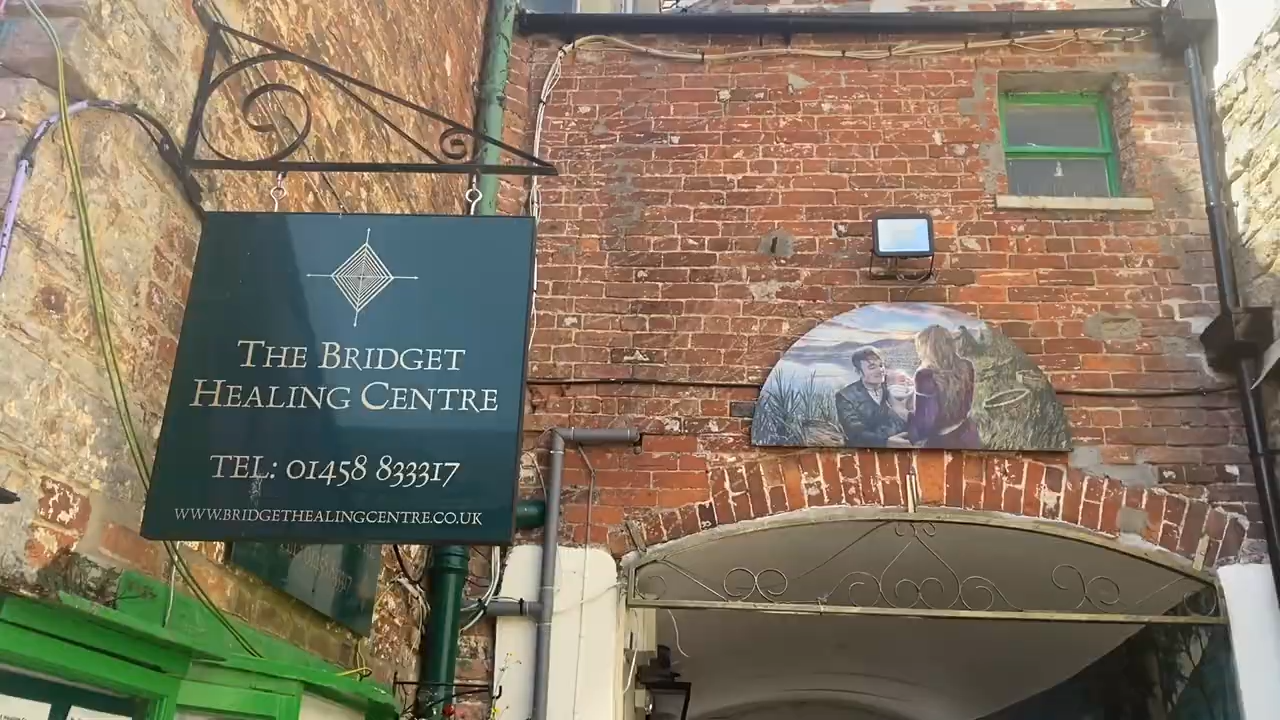 THE BRIDGET
HEALING CENTRE
TEL: 01458 833317
WWW.BRIDGETHEALINGCENTRE.CO.UK